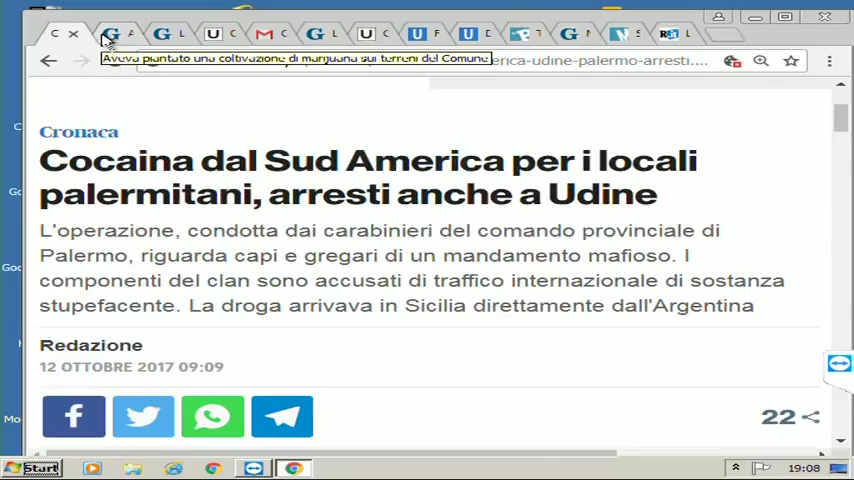 C
A
L
C
C
L
C
F
D
T
N
S
L
Aveva piantato una coltivazione di marijuana sui terreni del Comune
erica-udine-palermo-arresti....
Cronaca
Cocaina dal Sud America per i locali
palermitani, arresti anche a Udine
L'operazione, condotta dai carabinieri del comando provinciale di
Palermo, riguarda capi e gregari di un mandamento mafioso. I
componenti del clan sono accusati di traffico internazionale di sostanza
stupefacente. La droga arrivava in Sicilia direttamente dall'Argentina
Redazione
12 OTTOBRE 2017 09:09
22
Start
19:08